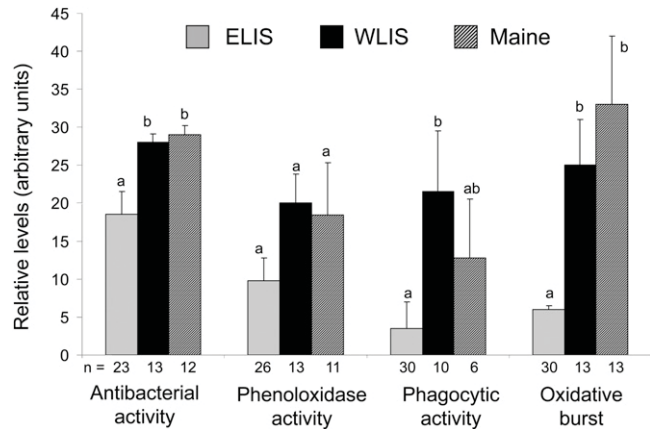 Relative levels (arbitrary units)
45
40
35
30
25
20
15
10
5
0
ELIS WLIS Maine
a b b
a a a
a b ab
a b b
n = 23 13 12 26 13 11 30 10 6 30 13 13
Antibacterial activity
Phenoloxidase activity
Phagocytic activity
Oxidative burst